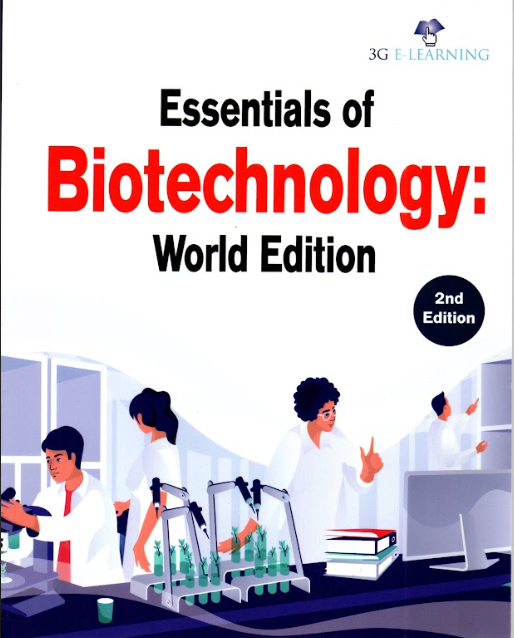 3G E-LEARNING
Essentials of
Biotechnology:
World Edition
2nd
Edition